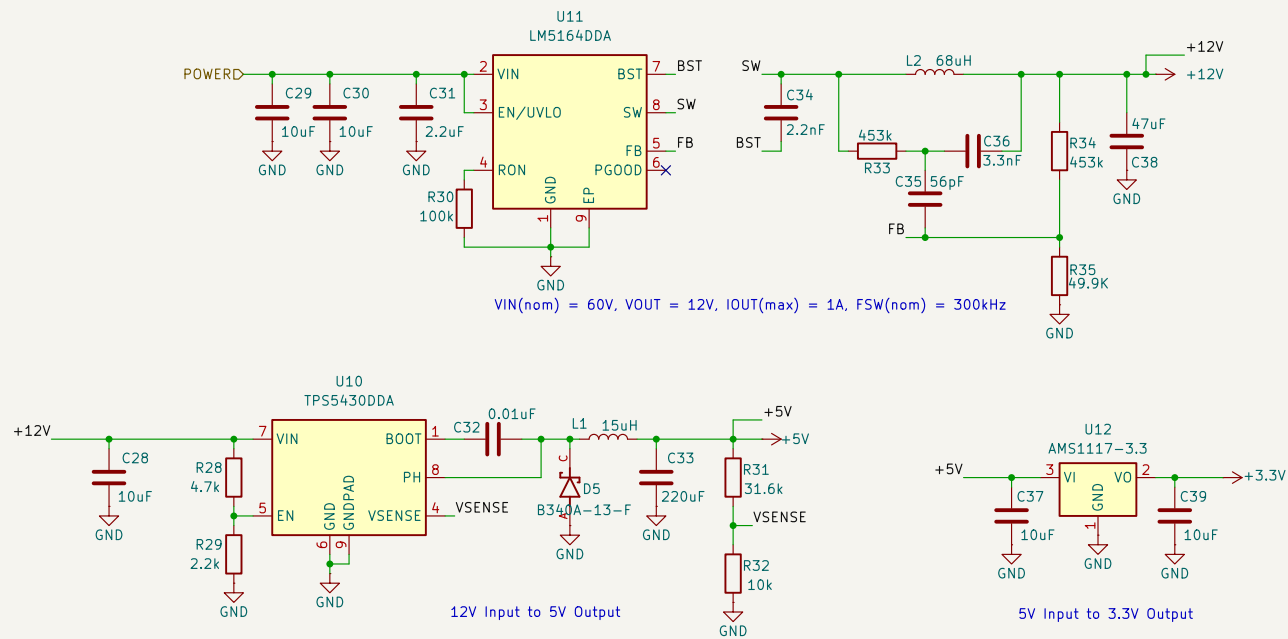 U11
LM5164DDA
POWER
C29
10uF
GND
C30
10uF
GND
C31
2.2uF
GND
2 VIN
3 EN/UVLO
4 RON
BST 7 BST
SW 8 SW
FB 5 FB
PGOOD 6
GND 1
EP 9
R30
100k
GND
SW
C34
2.2nF
BST
L2 68uH
453k
R33
C36
3.3nF
C35 56pF
FB
R34
453k
R35
49.9K
GND
47uF
C38
GND
+12V
+12V
VIN(nom) = 60V, VOUT = 12V, IOUT(max) = 1A, FSW(nom) = 300kHz
U10
TPS5430DDA
+12V
C28
10uF
GND
R28
4.7k
R29
2.2k
GND
7 VIN
5 EN
GND 6
GNDPAD 9
GND
BOOT 1
PH 8
VSENSE 4 VSENSE
C32
0.01uF
L1 15uH
C
D5
B340A-13-F
A
GND
C33
220uF
GND
+5V
+5V
R31
31.6k
VSENSE
R32
10k
GND
12V Input to 5V Output
U12
AMS1117-3.3
+5V
3 VI
VO 2
GND
1
GND
C37
10uF
GND
C39
10uF
GND
+3.3V
5V Input to 3.3V Output